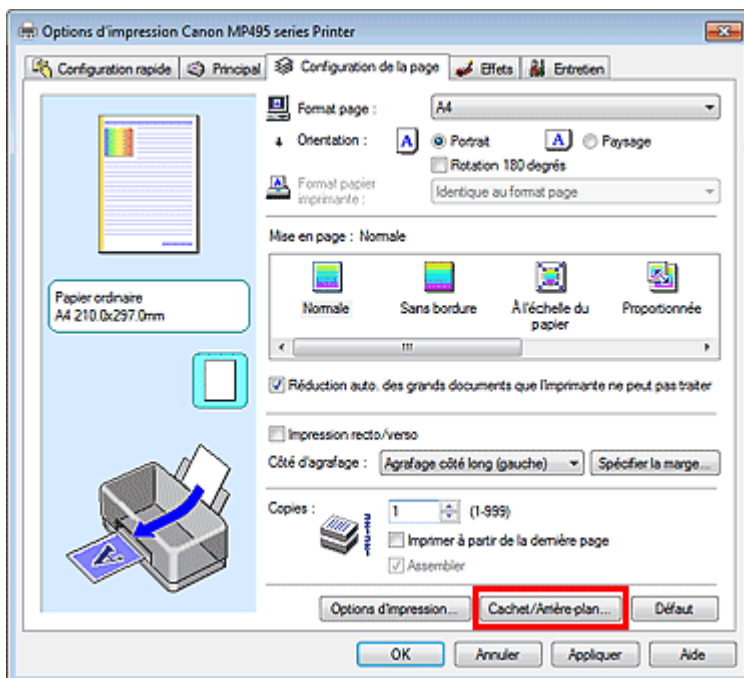 Options d'impression Canon MP495 series Printer
Configuration rapide Principal Configuration de la page Effets Entretien
Format page : A4
Orientation : A Portrait A Paysage
Rotation 180 degrés
Format papier imprimante : Identique au format page
Mise en page : Normale
Normale Sans bordure À l'échelle du papier Proportionnée
Papier ordinaire
A4 210.0x297.0mm
Réduction auto. des grands documents que l'imprimante ne peut pas traiter
Impression recto/verso
Côté d'agrafage : Agrafage côté long (gauche) Spécifier la marge...
Copies : 1 (1-999)
Imprimer à partir de la dernière page
Assembler
Options d'impression... Cachet/Arrière-plan... Défaut
OK Annuler Appliquer Aide